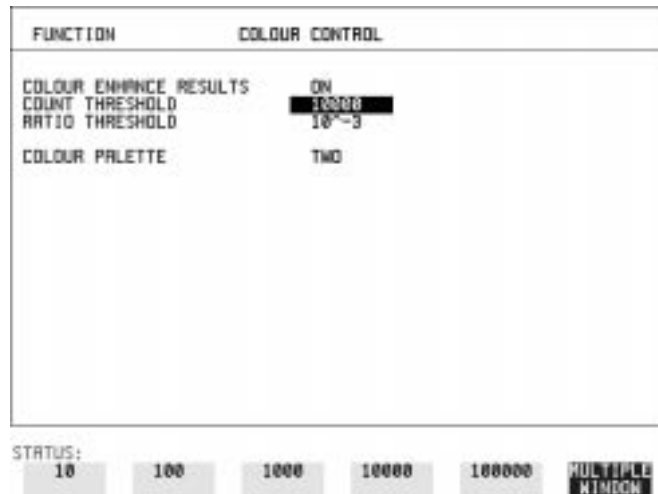 FUNCTION COLOUR CONTROL
COLOUR ENHANCE RESULTS ON
COUNT THRESHOLD 10000
RATIO THRESHOLD 10^-3
COLOUR PALETTE TWO
STATUS:
10 100 1000 10000 100000 MULTIPLE
WINDOW